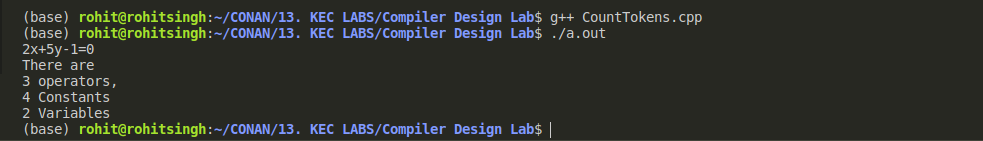 (base) rohit@rohitsingh:~/CONAN/13. KEC LABS/Compiler Design Lab$ g++ CountTokens.cpp
(base) rohit@rohitsingh:~/CONAN/13. KEC LABS/Compiler Design Lab$ ./a.out
2x+5y-1=0
There are
3 operators,
4 Constants
2 Variables
(base) rohit@rohitsingh:~/CONAN/13. KEC LABS/Compiler Design Lab$